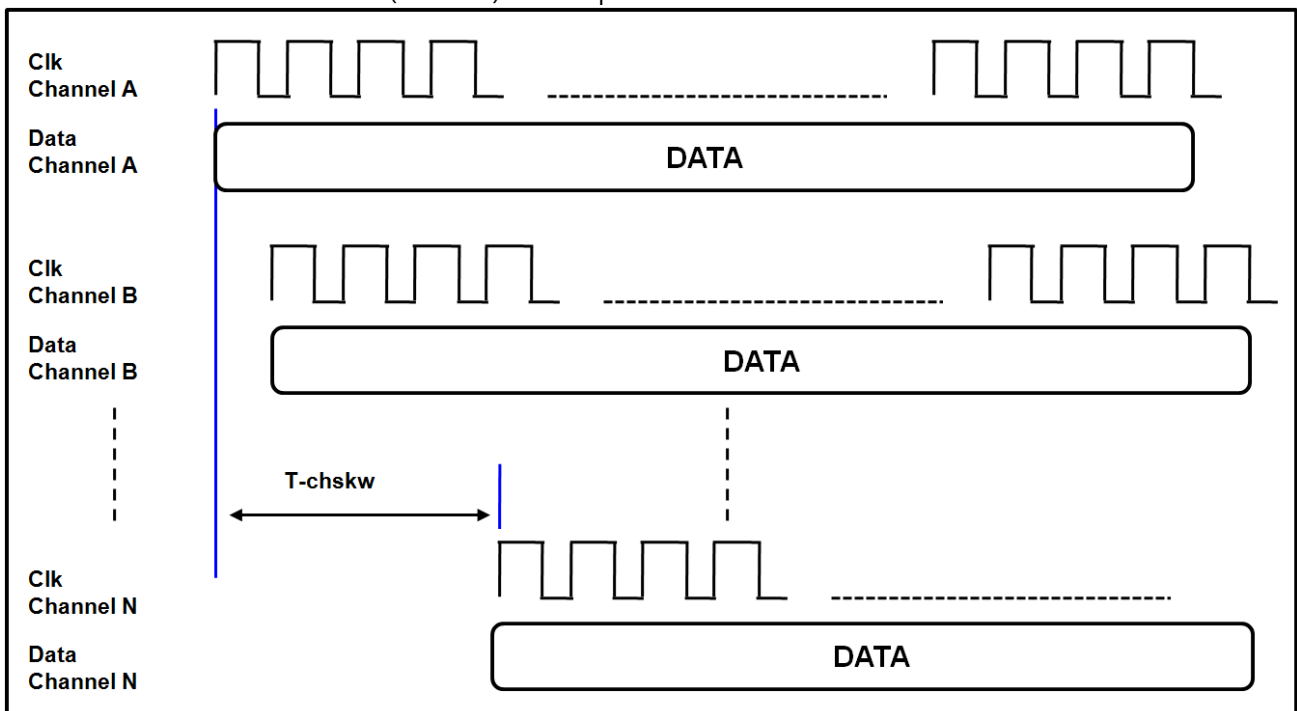 Clk
Channel A
Data
Channel A
DATA
Clk
Channel B
Data
Channel B
DATA
T-chskw
Clk
Channel N
Data
Channel N
DATA